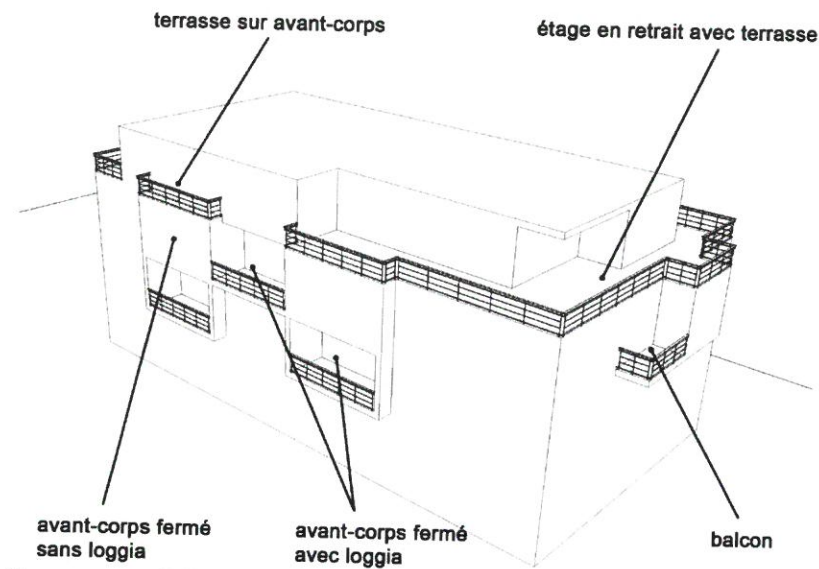 terrasse sur avant-corps
étage en retrait avec terrasse
avant-corps fermé
sans loggia
avant-corps fermé
avec loggia
balcon